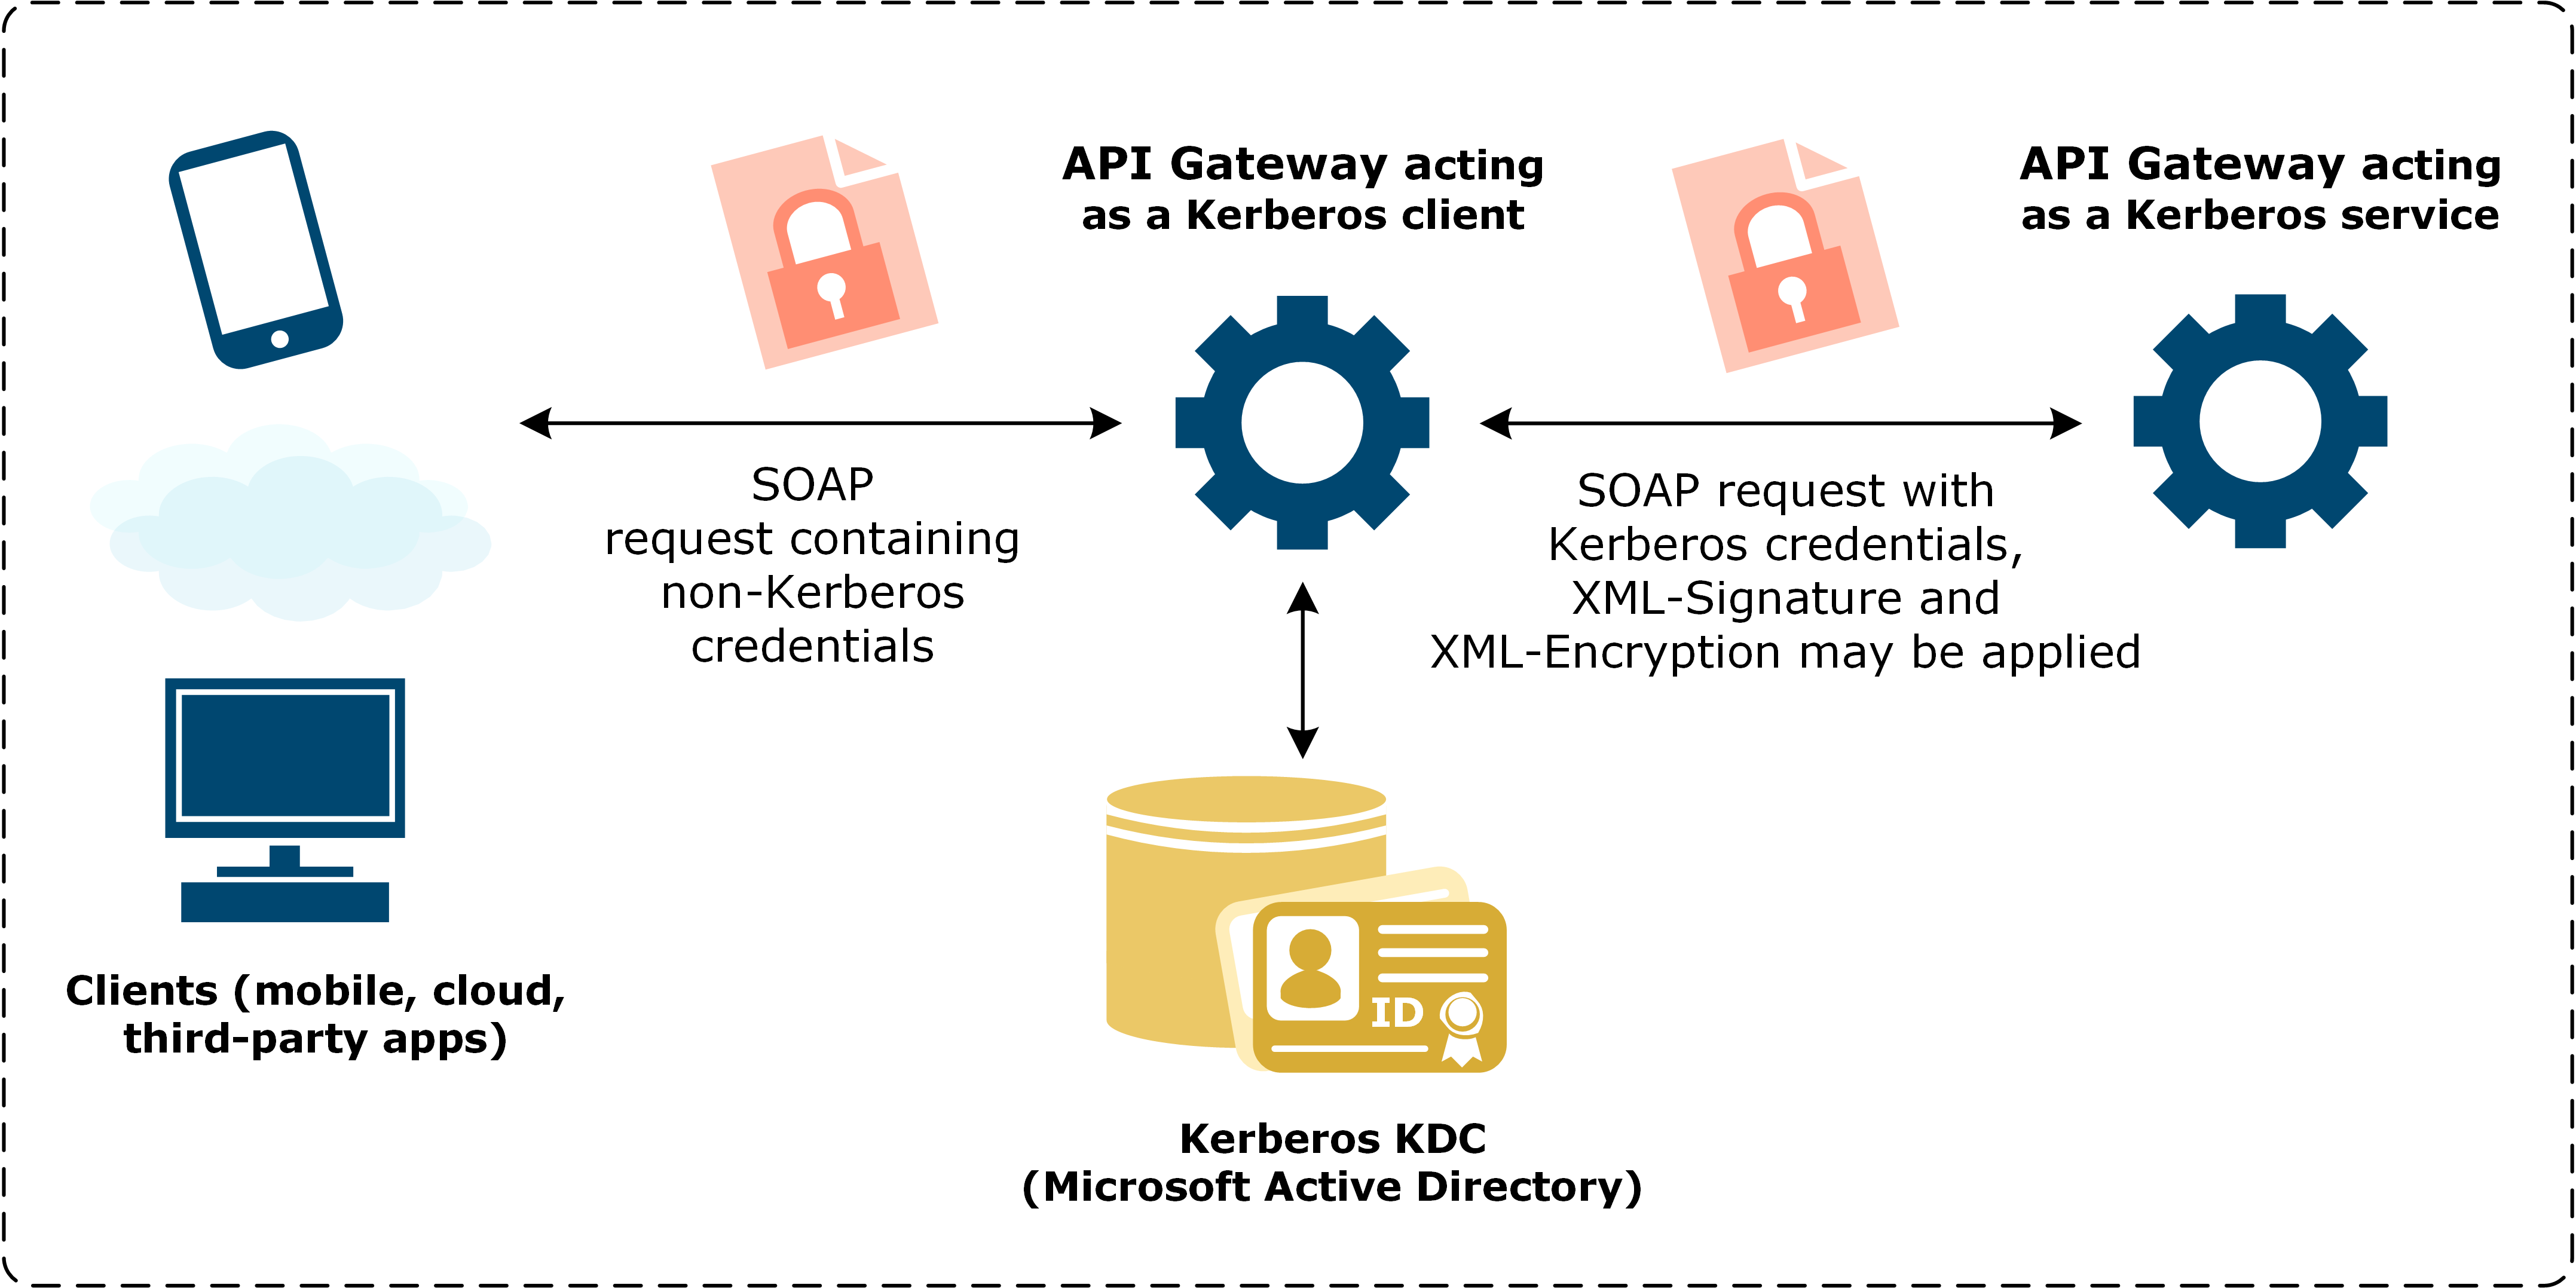 API Gateway acting
as a Kerberos client
API Gateway acting
as a Kerberos service
SOAP
request containing
non-Kerberos
credentials
SOAP request with
Kerberos credentials,
XML-Signature and
XML-Encryption may be applied
Clients (mobile, cloud,
third-party apps)
ID
Kerberos KDC
(Microsoft Active Directory)